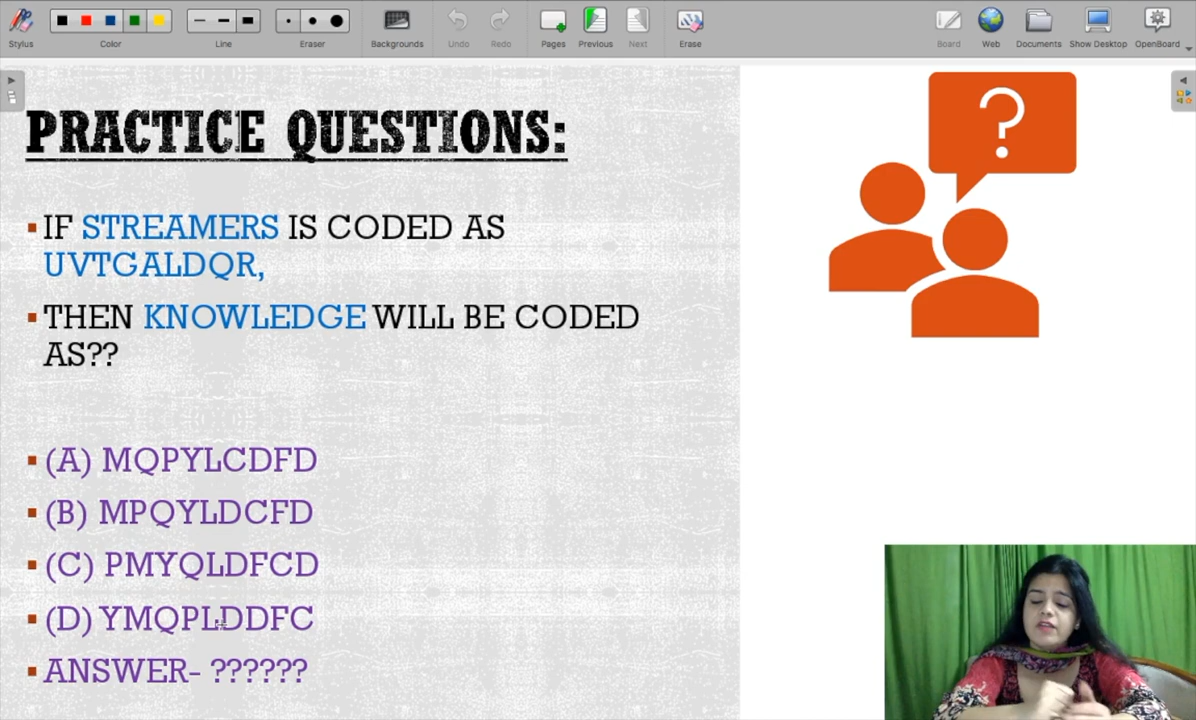 Stylus
Color
Line
Eraser
Backgrounds
Undo
Redo
Pages
Previous
Next
Erase
Board
Web
Documents
Show Desktop
OpenBoard
PRACTICE QUESTIONS:
?
IF STREAMERS IS CODED AS
UVTGALDQR,
THEN KNOWLEDGE WILL BE CODED
AS??
(A) MQPYLCDFD
(B) MPQYLDCFD
(C) PMYQLDFCD
(D) YMQPLDDFC
ANSWER- ??????